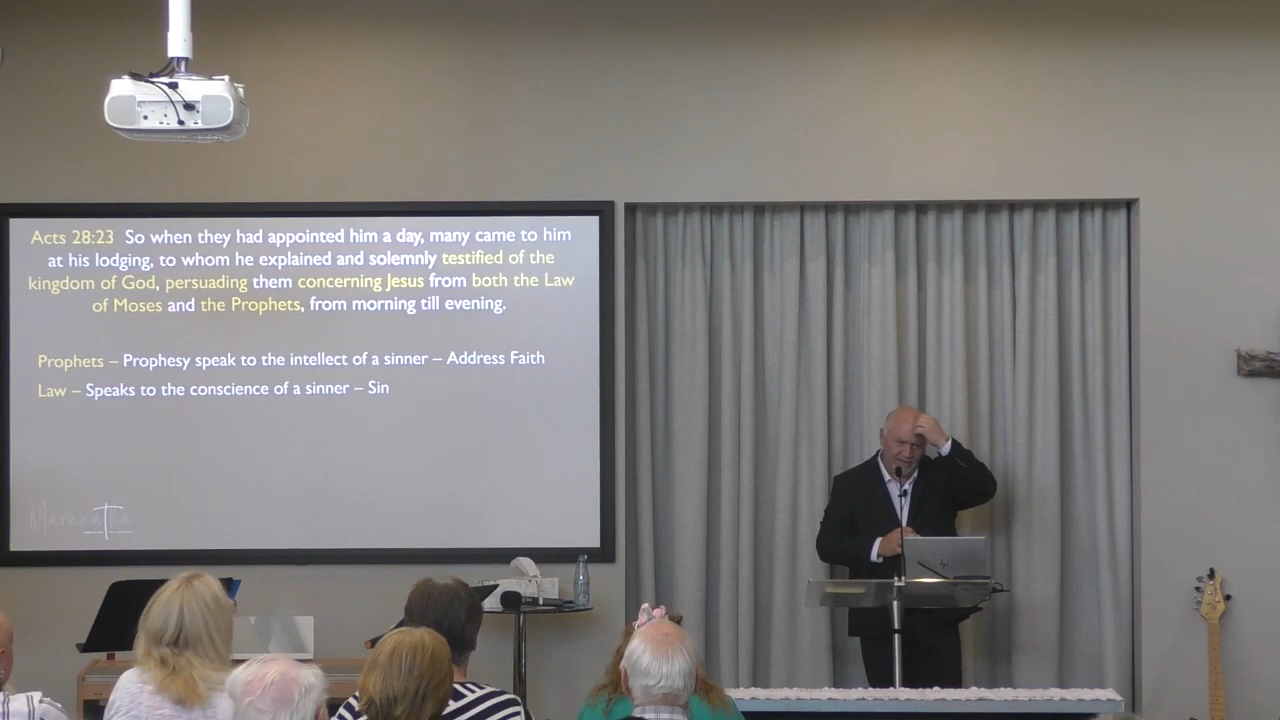 Acts 28:23 So when they had appointed him a day, many came to him
at his lodging, to whom he explained and solemnly testified of the
kingdom of God, persuading them concerning Jesus from both the Law
of Moses and the Prophets, from morning till evening.
Prophets – Prophesy speak to the intellect of a sinner – Address Faith
Law – Speaks to the conscience of a sinner – Sin
Maranatha
hp